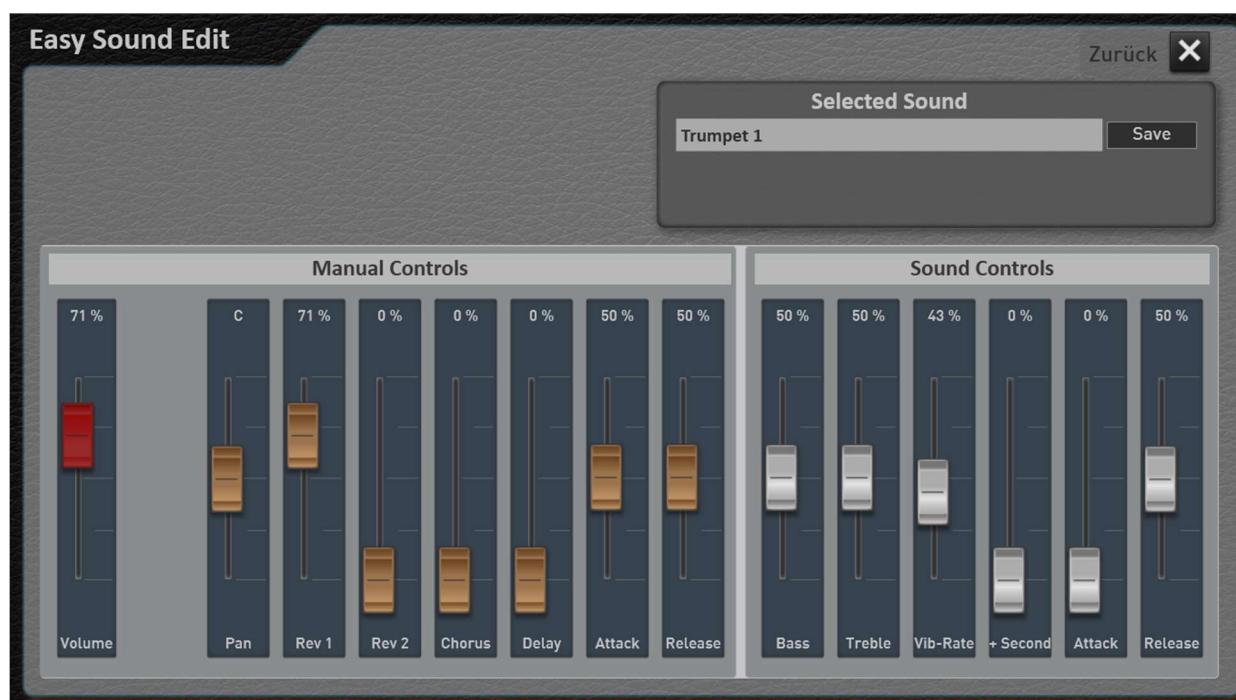 Easy Sound Edit
Zurück
Selected Sound
Trumpet 1 Save
Manual Controls Sound Controls
71 % C 71 % 0 % 0 % 0 % 50 % 50 % 50 % 50 % 43 % 0 % 0 % 50 %
Volume Pan Rev 1 Rev 2 Chorus Delay Attack Release Bass Treble Vib-Rate + Second Attack Release